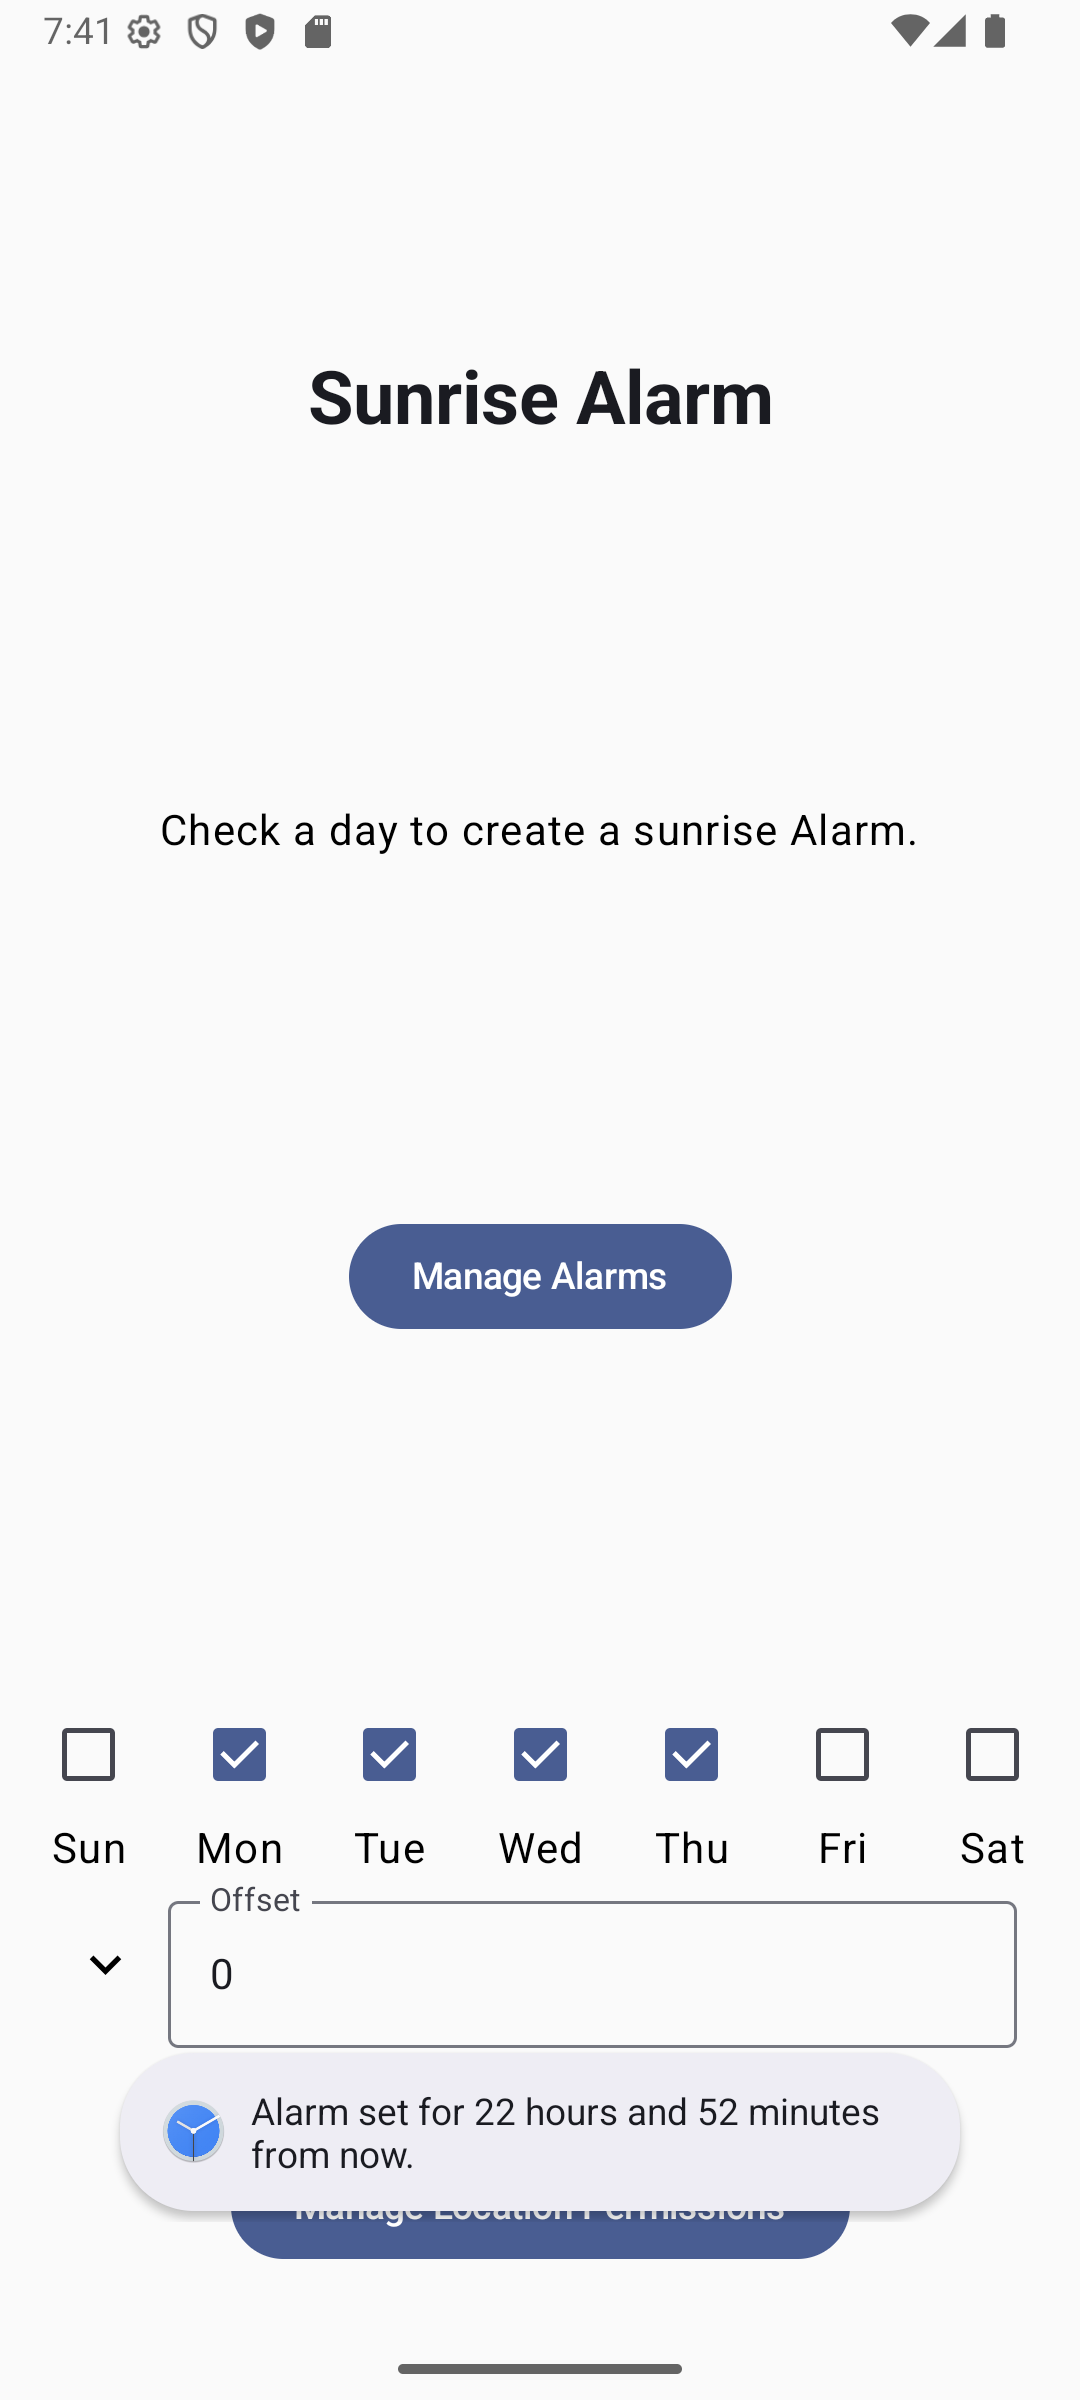 7:41
Sunrise Alarm
Check a day to create a sunrise Alarm.
Manage Alarms
Sun Mon Tue Wed Thu Fri Sat
Offset
0
Alarm set for 22 hours and 52 minutes
from now.
Manage Location Permissions